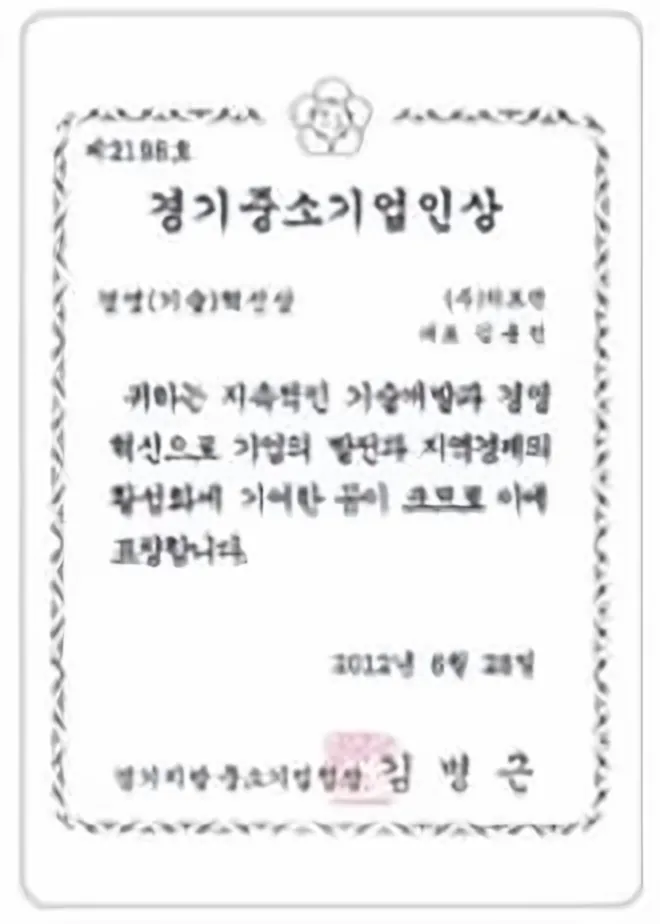 경기중소기업인상
경영(기술)혁신상
대표
귀하는 지속적인 기술개발과 경영
혁신으로 기업의 발전과 지역경제의
활성화에 기여한 공이 크므로 이에
표창합니다.
2012년 6월 28일
경기지방중소기업청장 김병근